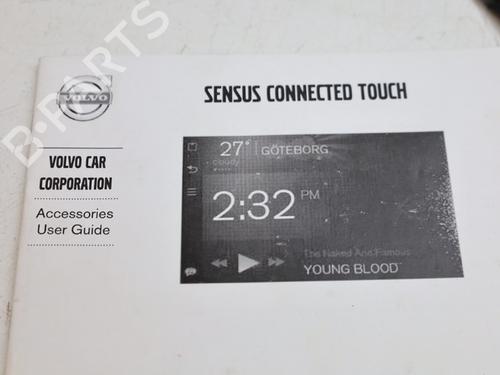 B-PARTS
VOLVO
SENSUS CONNECTED TOUCH
VOLVO CAR
CORPORATION
Accessories
User Guide
27°
cloudy
GÖTEBORG
2:32 PM
The Naked And Famous
YOUNG BLOOD